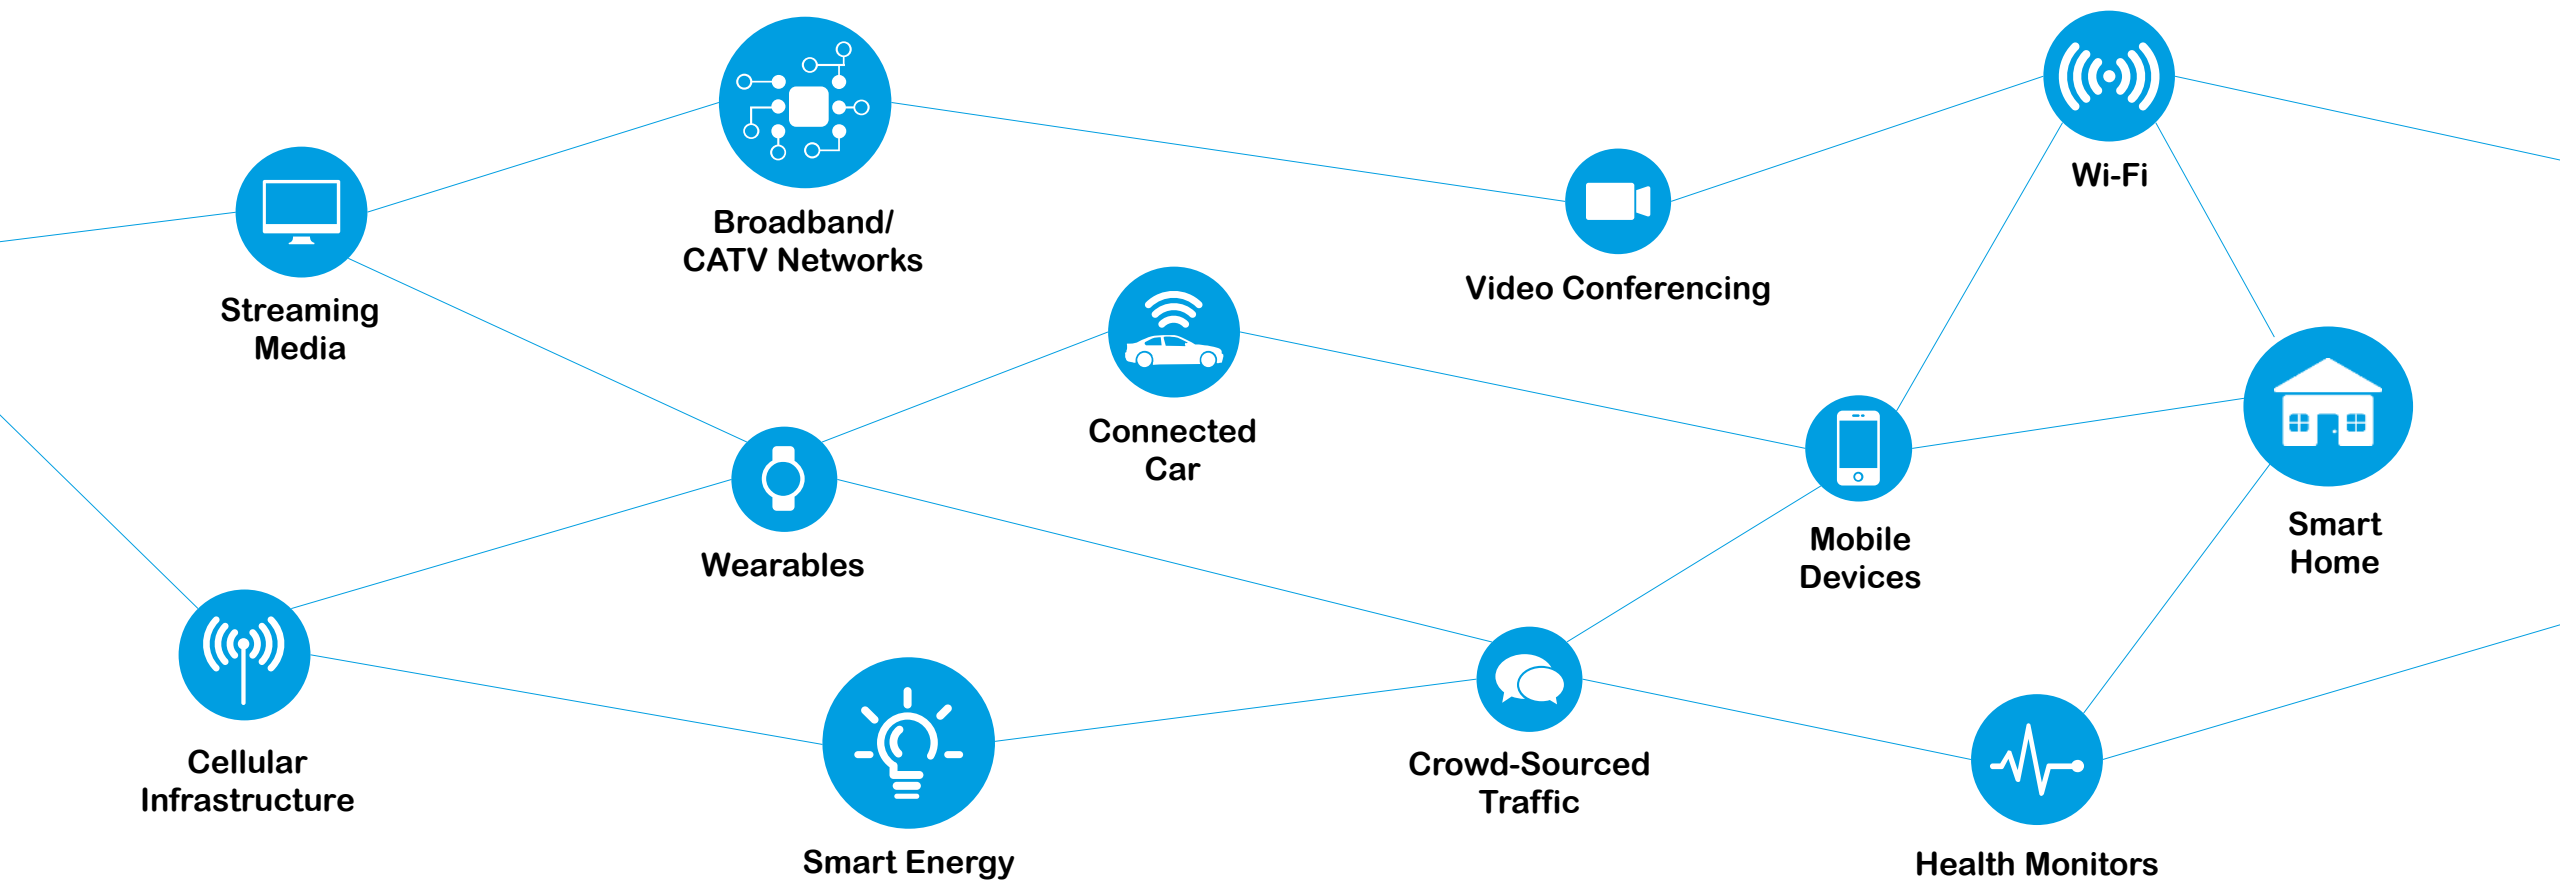 Wi-Fi
Broadband/
CATV Networks
Video Conferencing
Streaming
Media
Connected
Car
Smart
Home
Mobile
Devices
Wearables
Cellular
Infrastructure
Crowd-Sourced
Traffic
Smart Energy
Health Monitors